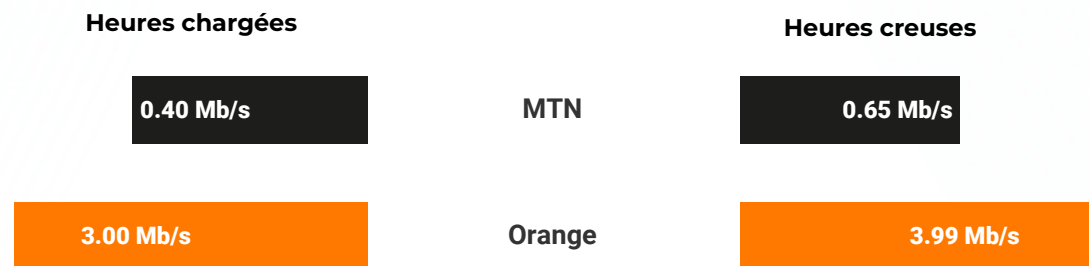 Heures chargées
Heures creuses
0.40 Mb/s MTN 0.65 Mb/s
3.00 Mb/s Orange 3.99 Mb/s